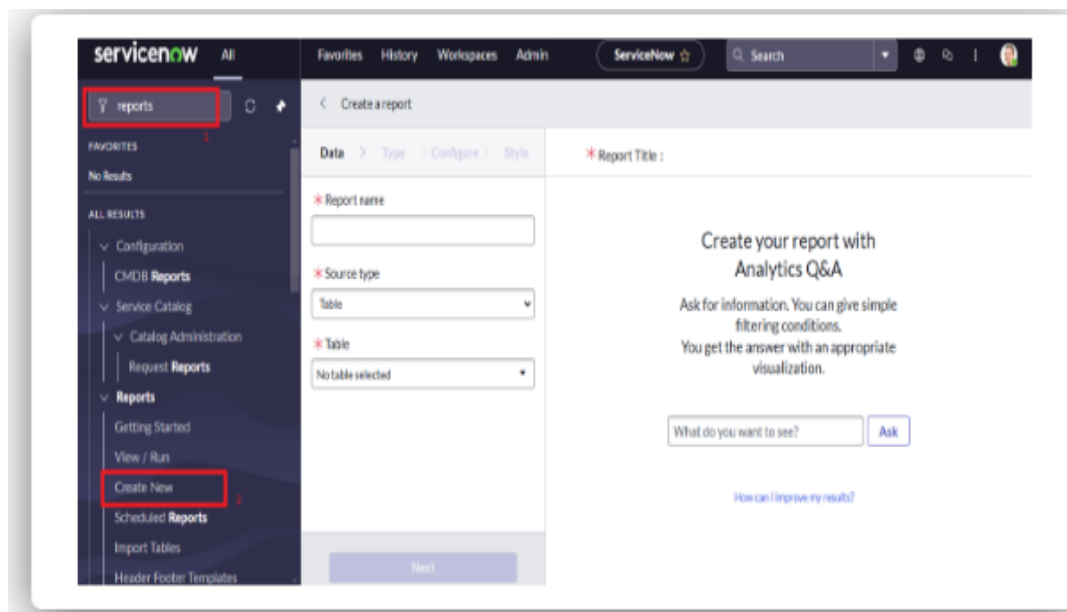 servicenow All Favorites History Workspaces Admin ServiceNow Search
reports
1
Create a report
FAVORITES
No Results
ALL RESULTS
Configuration
CMDB Reports
Service Catalog
Catalog Administration
Request Reports
Reports
Getting Started
View / Run
Create New
2
Scheduled Reports
Import Tables
Header Footer Templates
Data Type Configure Style
* Report name
* Source type
Table
* Table
No table selected
Next
* Report Title :
Create your report with
Analytics Q&A
Ask for information. You can give simple
filtering conditions.
You get the answer with an appropriate
visualization.
What do you want to see? Ask
How can I improve my results?